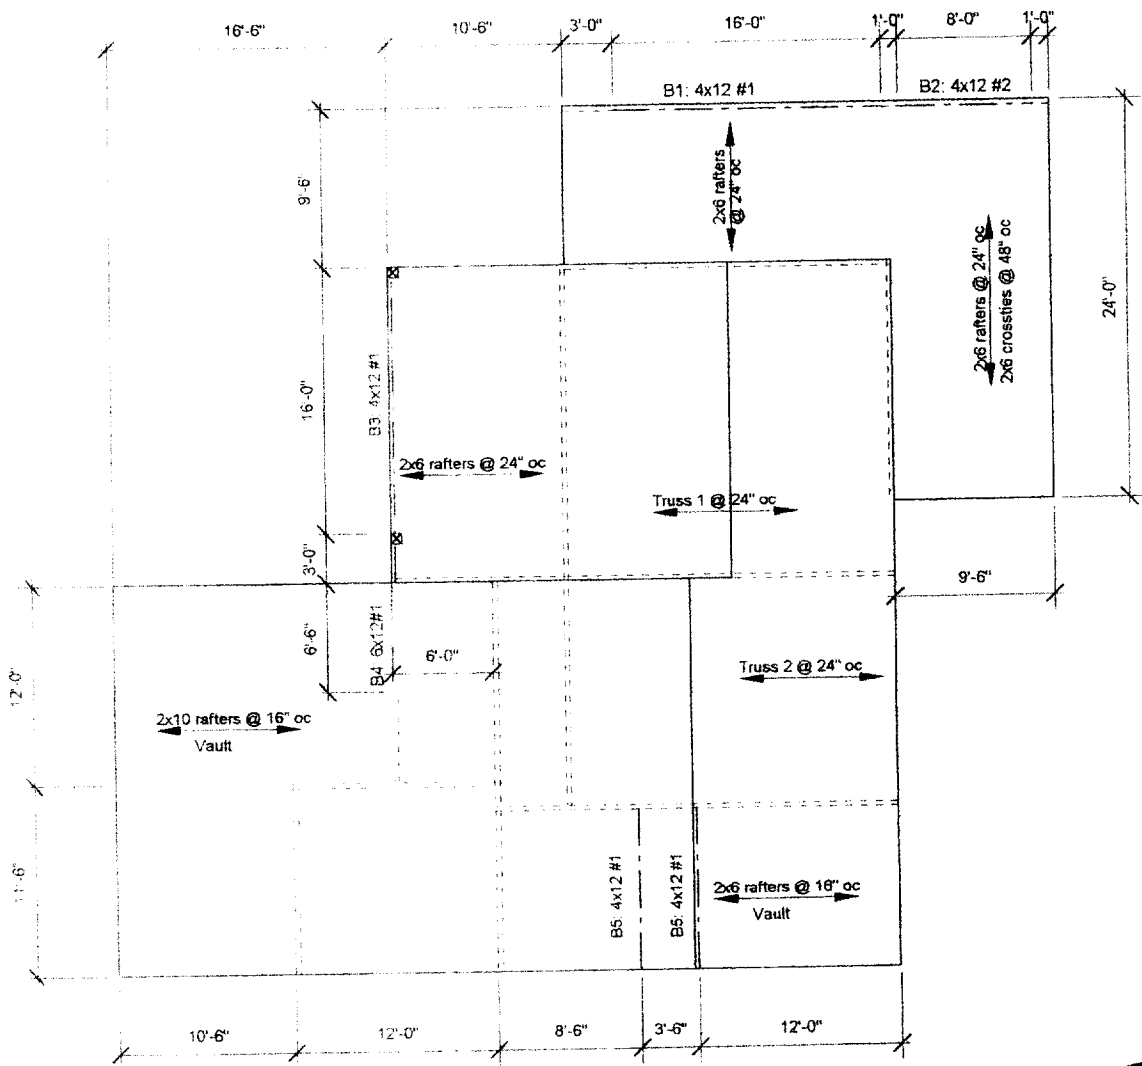 16'-6"
10'-6"
3'-0"
16'-0"
1'-0"
8'-0"
1'-0"
B1: 4x12 #1
B2: 4x12 #2
9'-6"
2x6 rafters
@ 24" oc
2x6 rafters @ 24" oc
2x6 crossties @ 48" oc
24'-0"
16'-0"
B3: 4x12 #1
2x6 rafters @ 24" oc
Truss 1 @ 24" oc
3'-0"
9'-6"
6'-6"
B4: 6x12#1
6'-0"
Truss 2 @ 24" oc
12'-0"
2x10 rafters @ 16" oc
Vault
11'-6"
B5: 4x12 #1
B5: 4x12 #1
2x6 rafters @ 16" oc
Vault
10'-6"
12'-0"
8'-6"
3'-6"
12'-0"